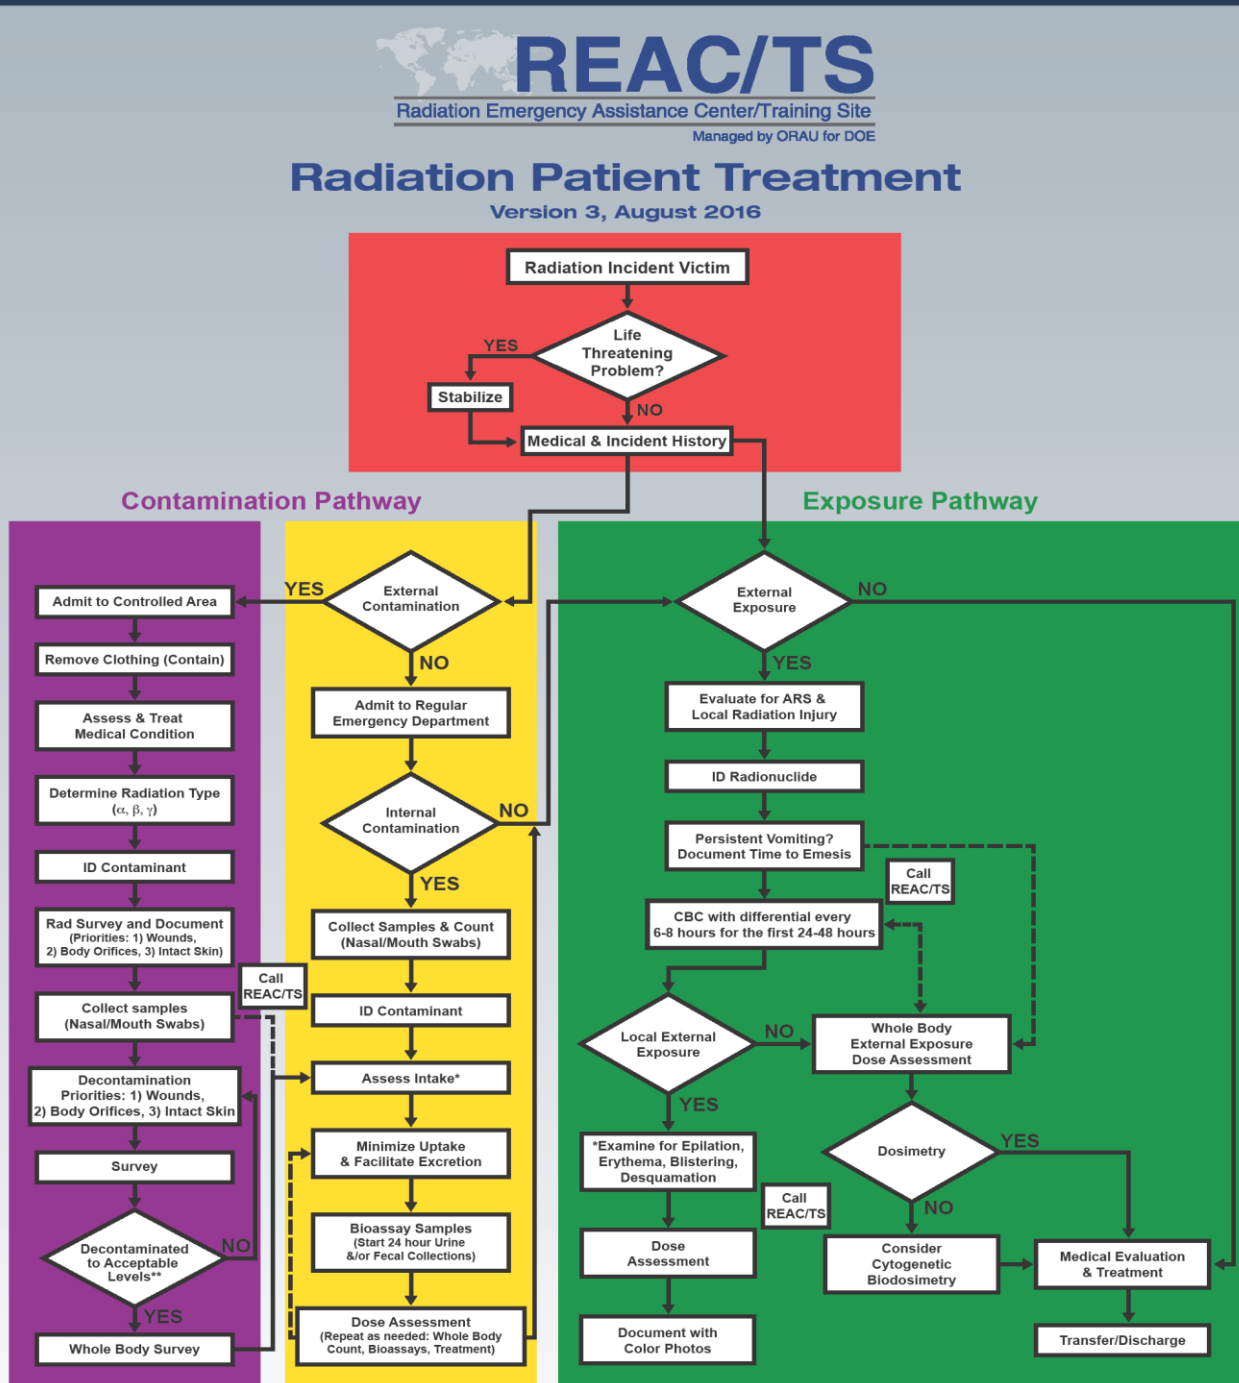 REAC/TS
Radiation Emergency Assistance Center/Training Site
Managed by ORAU for DOE
Radiation Patient Treatment
Version 3, August 2016
Radiation Incident Victim
Life
Threatening
Problem?
YES
Stabilize
NO
Medical & Incident History
Contamination Pathway
Admit to Controlled Area
Remove Clothing (Contain)
Assess & Treat
Medical Condition
Determine Radiation Type
(α, β, γ)
ID Contaminant
Rad Survey and Document
(Priorities: 1) Wounds,
2) Body Orifices, 3) Intact Skin)
Collect samples
(Nasal/Mouth Swabs)
Call
REAC/TS
Decontamination
Priorities: 1) Wounds,
2) Body Orifices, 3) Intact Skin
Survey
Decontaminated
to Acceptable
Levels**
NO
YES
Whole Body Survey
YES
External
Contamination
NO
Admit to Regular
Emergency Department
Internal
Contamination
NO
YES
Collect Samples & Count
(Nasal/Mouth Swabs)
ID Contaminant
Assess Intake*
Minimize Uptake
& Facilitate Excretion
Bioassay Samples
(Start 24 hour Urine
&/or Fecal Collections)
Dose Assessment
(Repeat as needed: Whole Body
Count, Bioassays, Treatment)
Exposure Pathway
External
Exposure
NO
YES
Evaluate for ARS &
Local Radiation Injury
ID Radionuclide
Persistent Vomiting?
Document Time to Emesis
Call
REAC/TS
CBC with differential every
6-8 hours for the first 24-48 hours
Local External
Exposure
NO
Whole Body
External Exposure
Dose Assessment
YES
*Examine for Epilation,
Erythema, Blistering,
Desquamation
Call
REAC/TS
Dose
Assessment
Document with
Color Photos
Dosimetry
YES
NO
Consider
Cytogenetic
Biodosimetry
Medical Evaluation
& Treatment
Transfer/Discharge